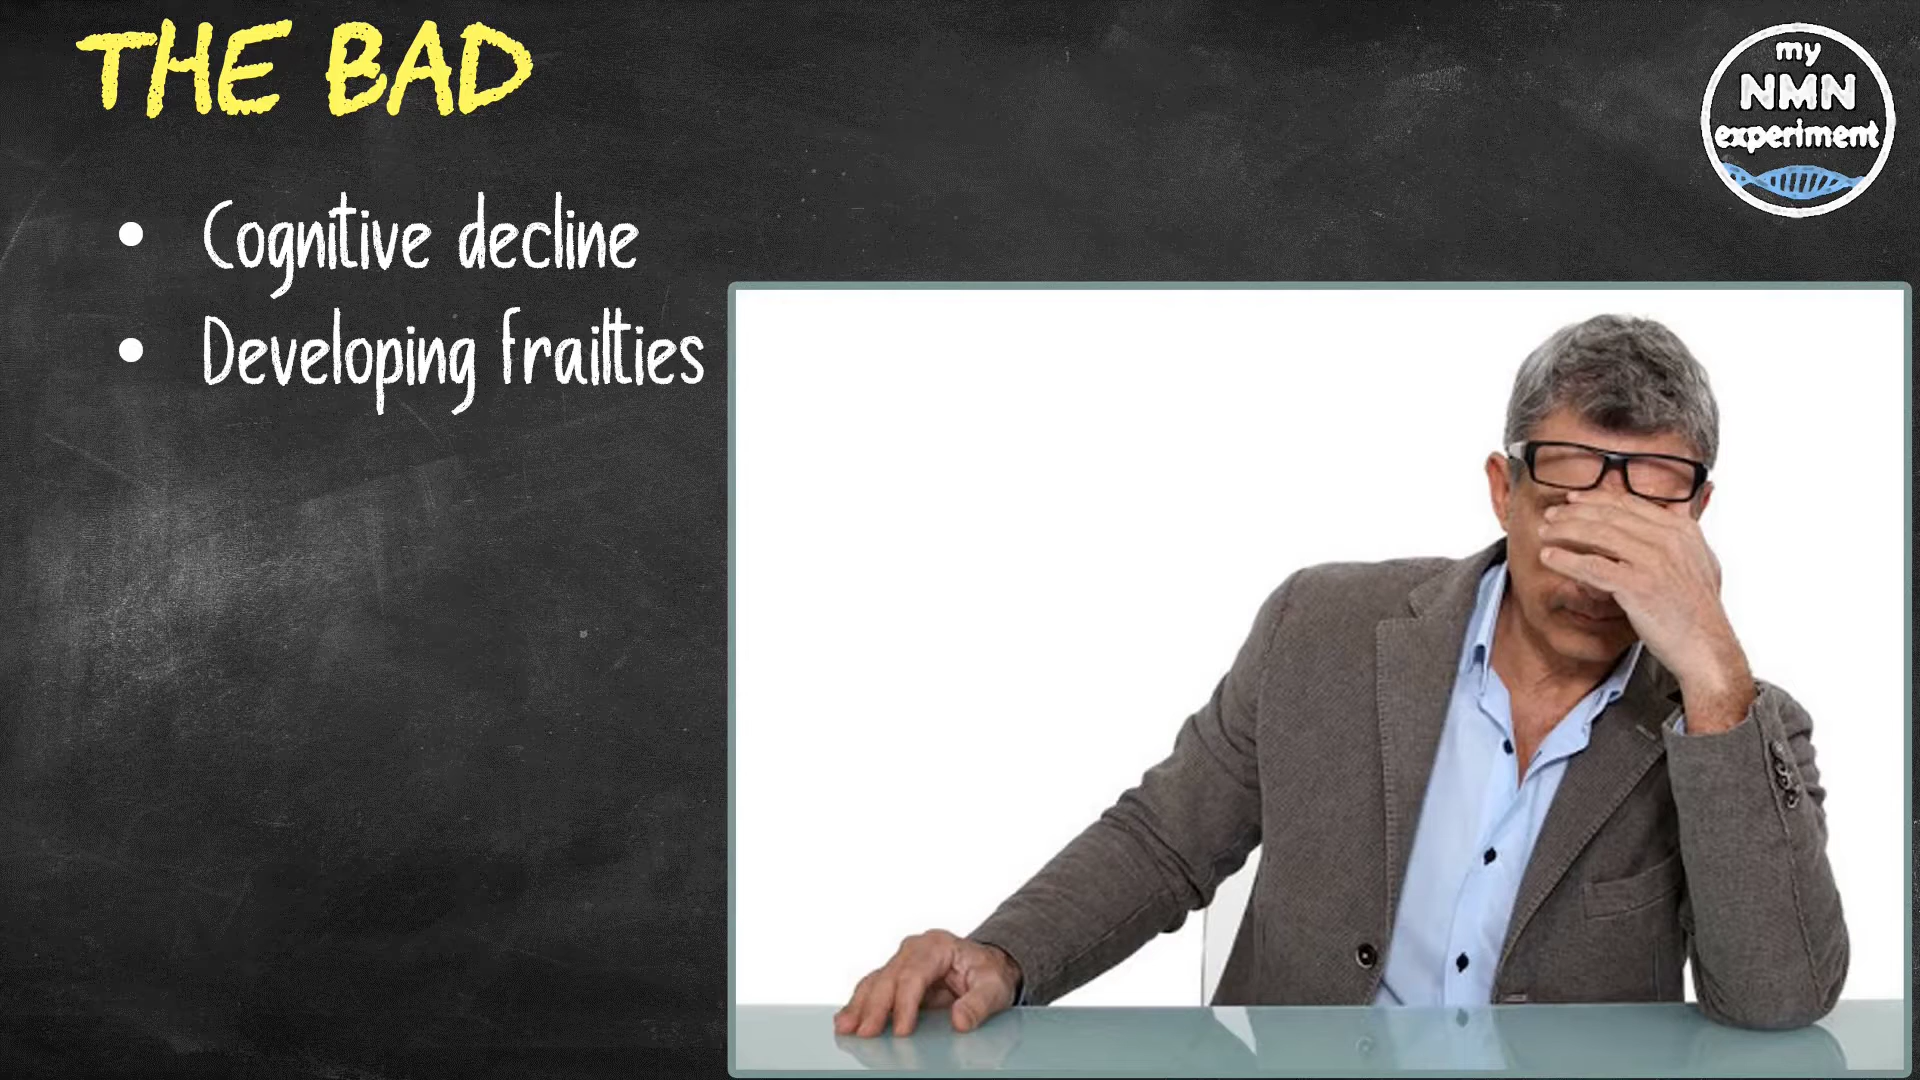 THE BAD
my
NMN
experiment
• Cognitive decline
• Developing frailties